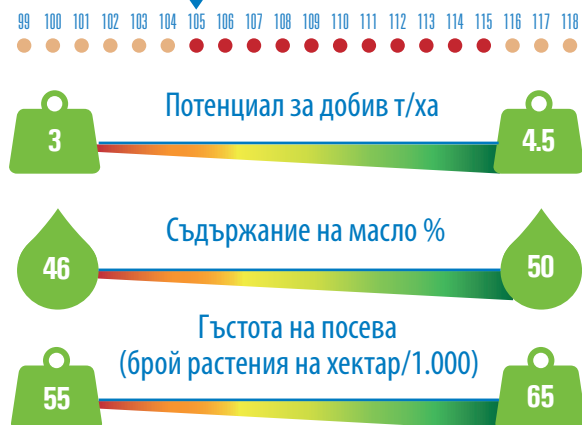 99 100 101 102 103 104 105 106 107 108 109 110 111 112 113 114 115 116 117 118
Потенциал за добив т/ха
3 4.5
Съдържание на масло %
46 50
Гъстота на посева
(брой растения на хектар/1.000)
55 65